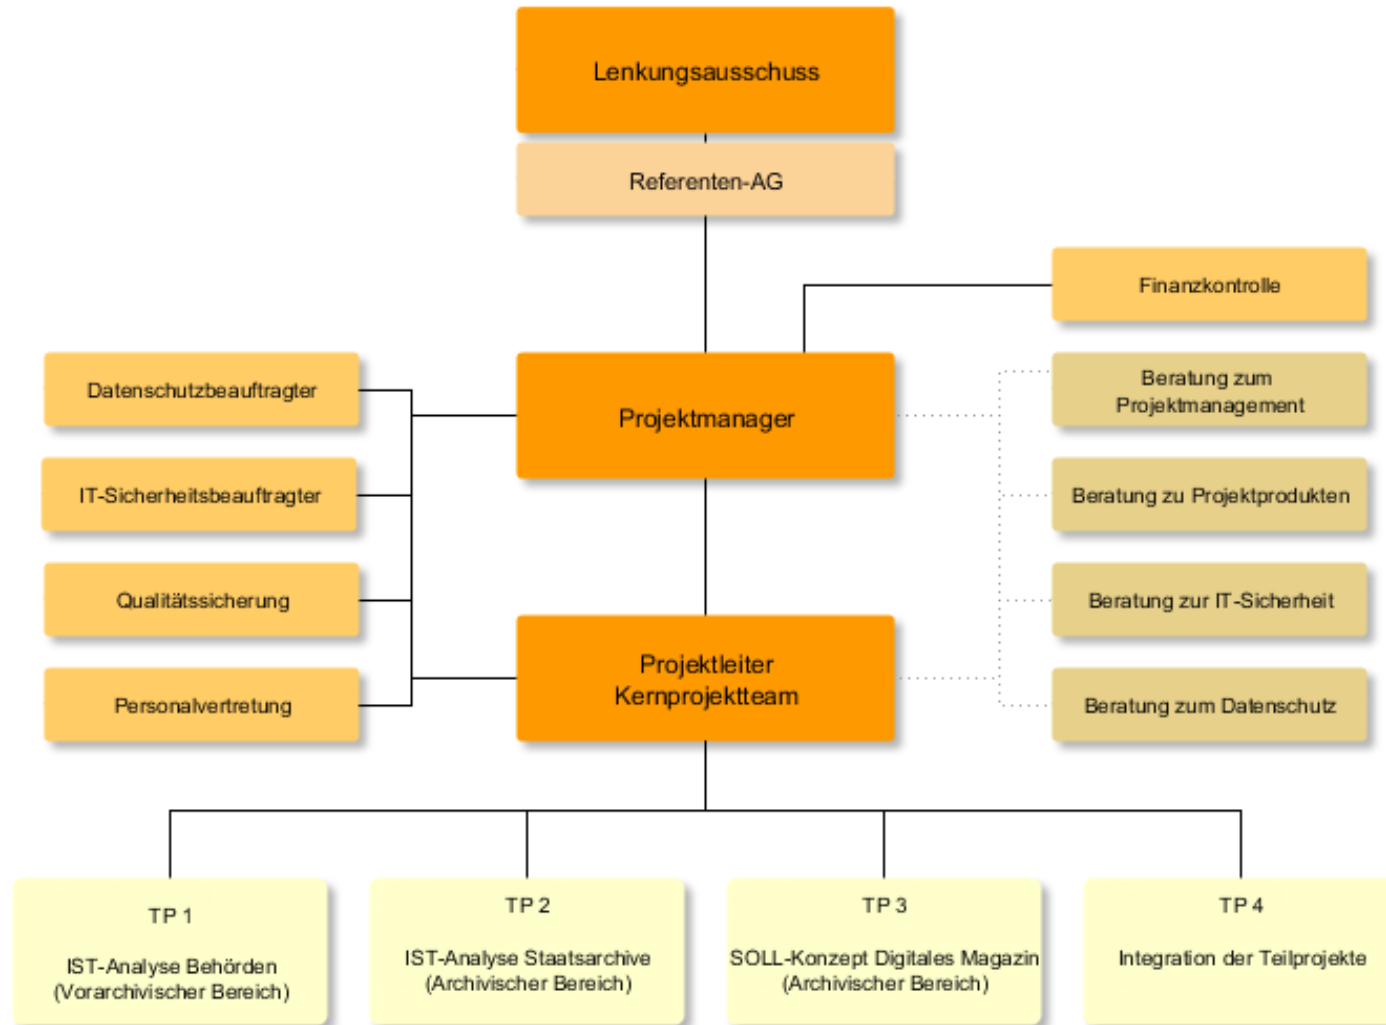 Lenkungsausschuss
Referenten-AG
Finanzkontrolle
Datenschutzbeauftragter
Projektmanager
Beratung zum
Projektmanagement
IT-Sicherheitsbeauftragter
Beratung zu Projektprodukten
Qualitätssicherung
Beratung zur IT-Sicherheit
Personalvertretung
Projektleiter
Kernprojektteam
Beratung zum Datenschutz
TP 1
IST-Analyse Behörden
(Vorarchivischer Bereich)
TP 2
IST-Analyse Staatsarchive
(Archivischer Bereich)
TP 3
SOLL-Konzept Digitales Magazin
(Archivischer Bereich)
TP 4
Integration der Teilprojekte